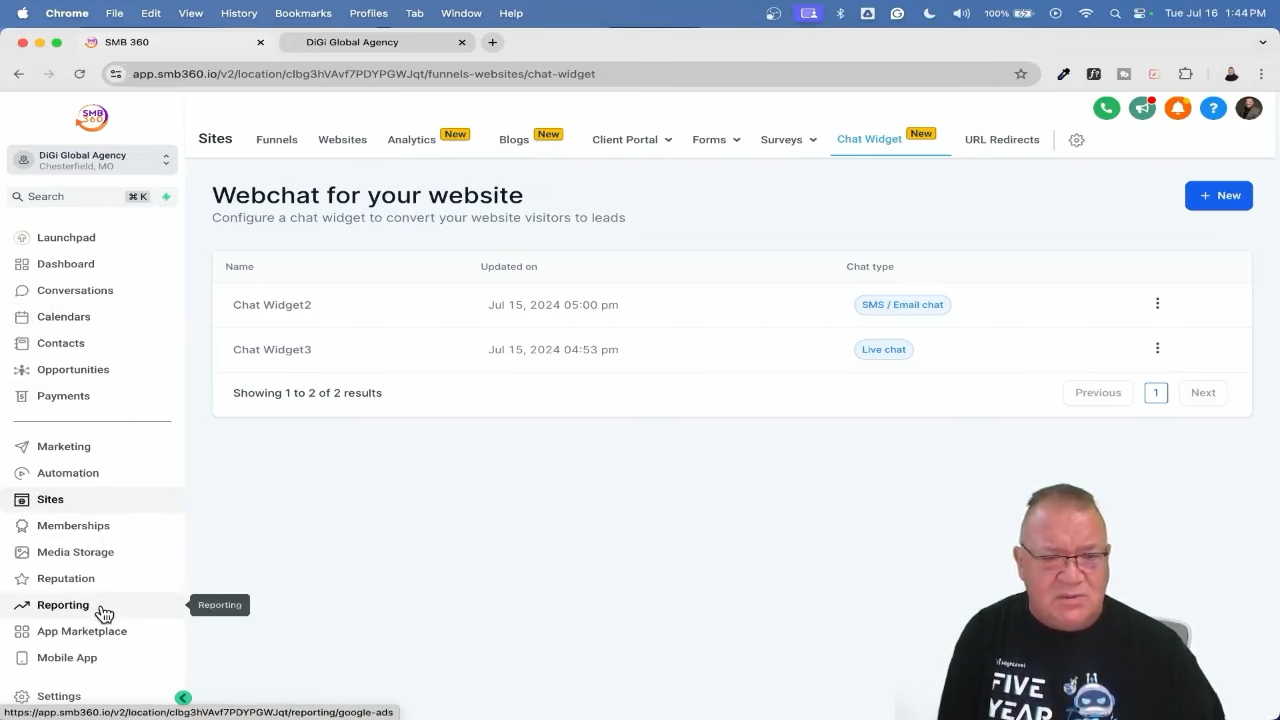 Chrome File Edit View History Bookmarks Profiles Tab Window Help 100% Tue Jul 16 1:44 PM
SMB 360
DiGi Global Agency
app.smb360.io/v2/location/cIbg3hVAvf7PDYPGWJqt/funnels-websites/chat-widget
SMB
360
DiGi Global Agency
Chesterfield, MO
Search ⌘ K
Launchpad
Dashboard
Conversations
Calendars
Contacts
Opportunities
Payments
Marketing
Automation
Sites
Memberships
Media Storage
Reputation
Reporting
App Marketplace
Mobile App
Settings
Reporting
https://app.smb360.io/v2/location/cIbg3hVAvf7PDYPGWJqt/reporting/google-ads
Sites Funnels Websites Analytics New Blogs New Client Portal Forms Surveys Chat Widget New URL Redirects
Webchat for your website
Configure a chat widget to convert your website visitors to leads
+ New
Name Updated on Chat type
Chat Widget2 Jul 15, 2024 05:00 pm SMS / Email chat
Chat Widget3 Jul 15, 2024 04:53 pm Live chat
Showing 1 to 2 of 2 results Previous 1 Next
HighLevel
FIVE
YEAR